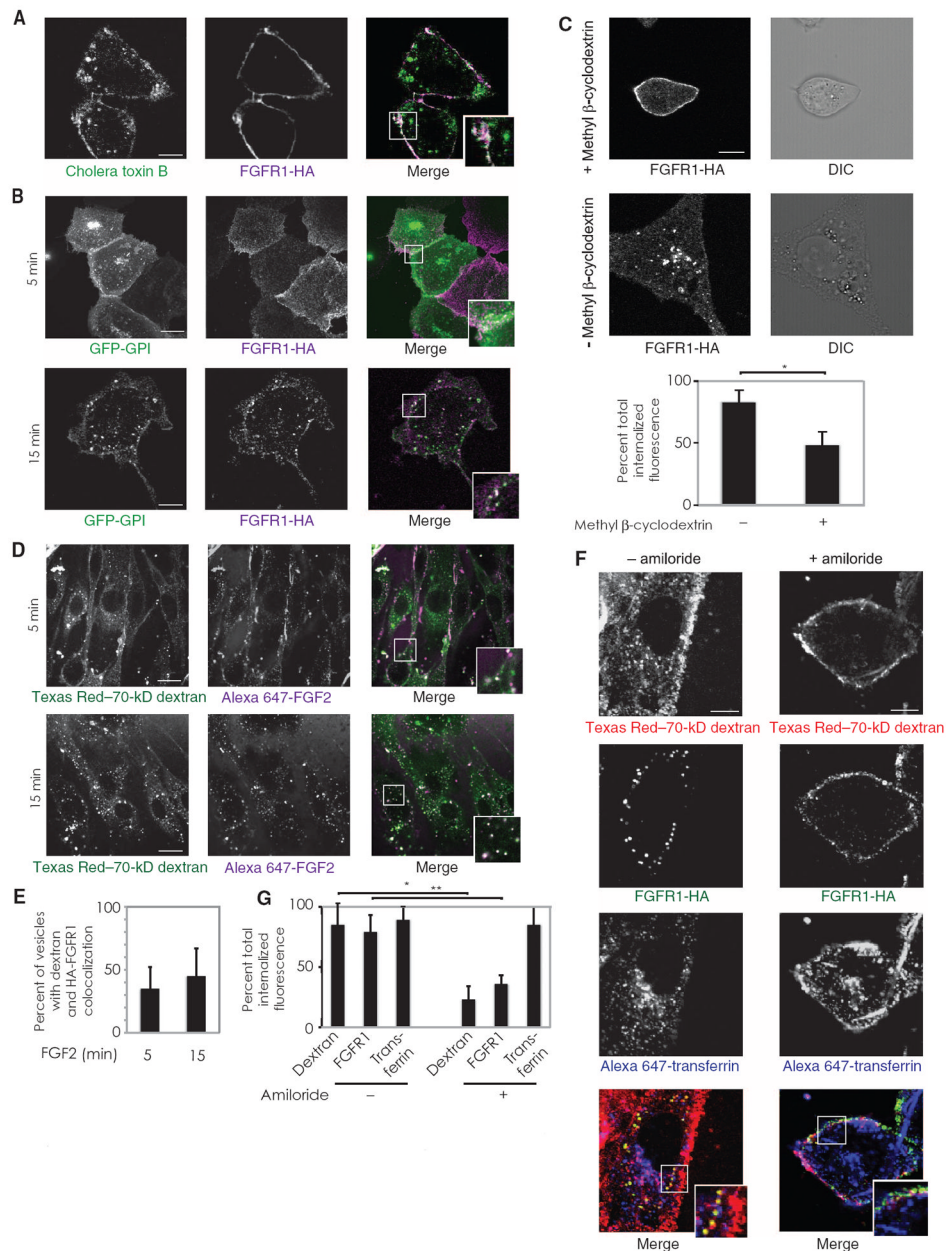 A
Cholera toxin B
FGFR1-HA
Merge
B
5 min
GFP-GPI
FGFR1-HA
Merge
15 min
GFP-GPI
FGFR1-HA
Merge
C
+ Methyl β-cyclodextrin
FGFR1-HA
DIC
- Methyl β-cyclodextrin
FGFR1-HA
DIC
*
Percent total
internalized
fluorescence
100
50
0
Methyl β-cyclodextrin
–
+
D
5 min
Texas Red–70-kD dextran
Alexa 647-FGF2
Merge
15 min
Texas Red–70-kD dextran
Alexa 647-FGF2
Merge
E
Percent of vesicles
with dextran
and HA-FGFR1
colocalization
100
50
0
FGF2 (min)
5
15
G
*
**
Percent total
internalized
fluorescence
100
50
0
Dextran
FGFR1
Trans-
ferrin
Dextran
FGFR1
Trans-
ferrin
Amiloride
–
+
F
– amiloride
+ amiloride
Texas Red–70-kD dextran
Texas Red–70-kD dextran
FGFR1-HA
FGFR1-HA
Alexa 647-transferrin
Alexa 647-transferrin
Merge
Merge